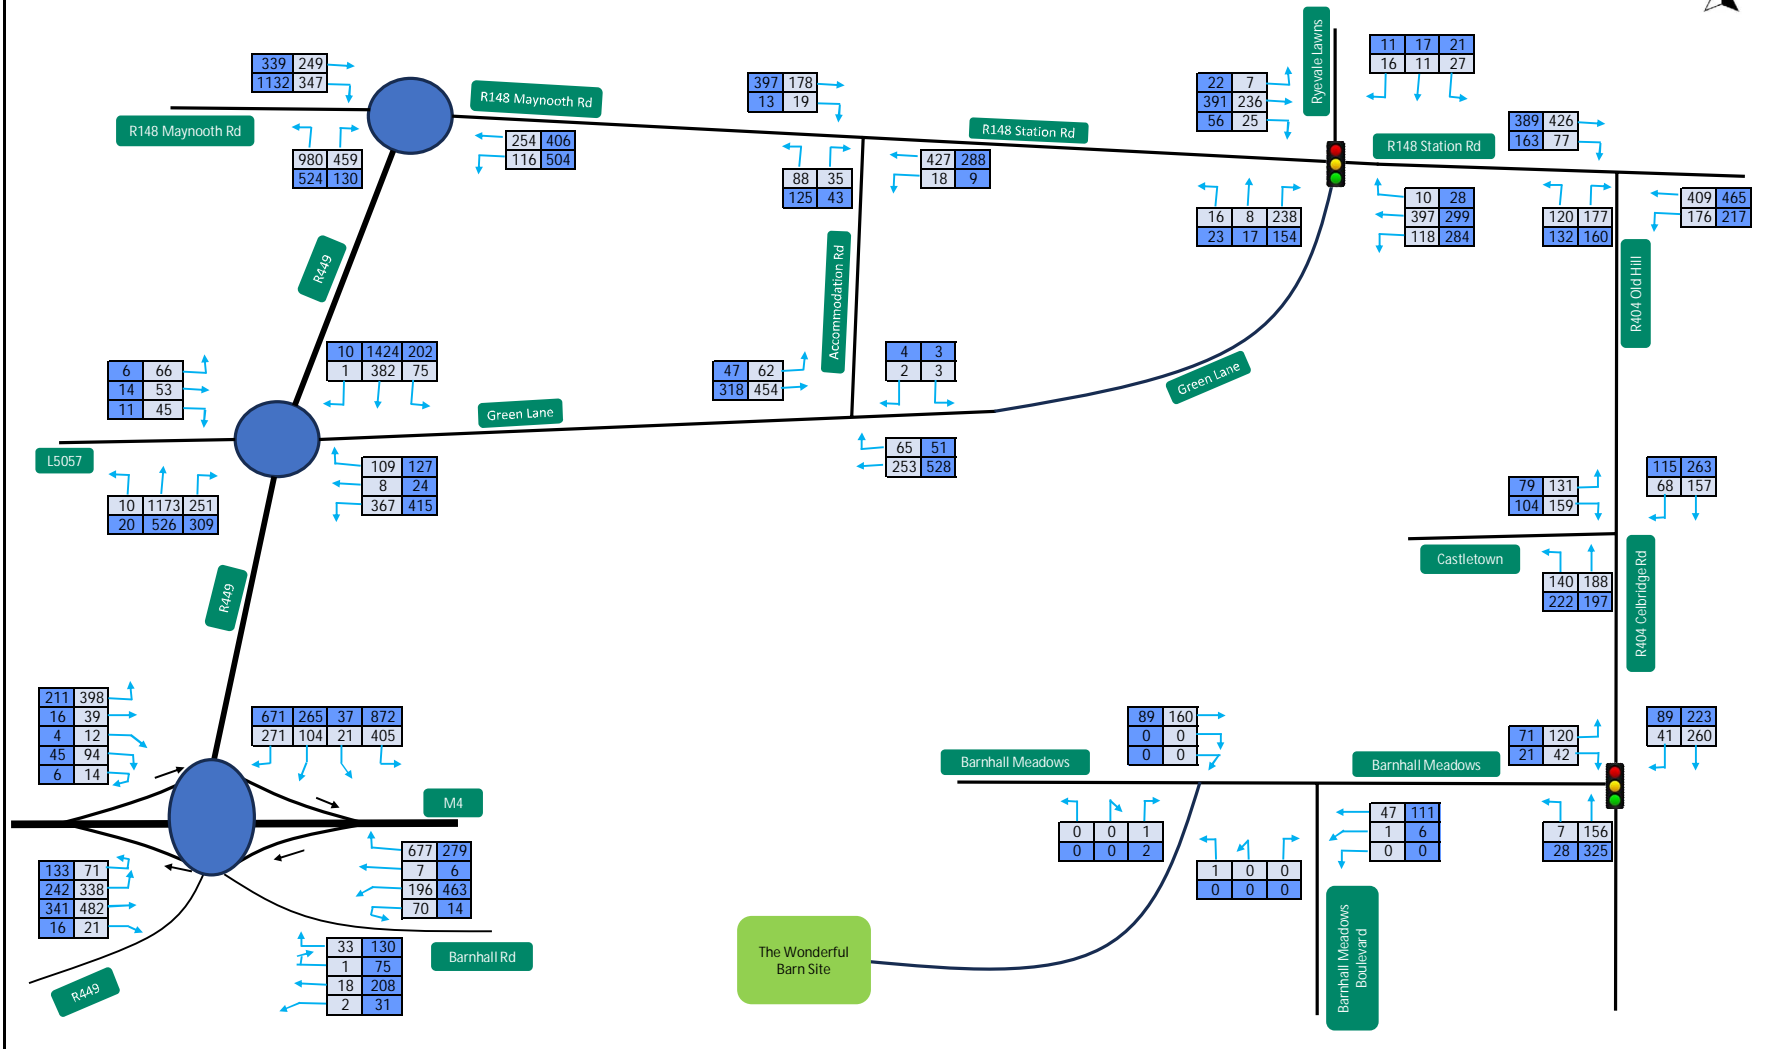 Ryevale Lawns
11 17 21
16 11 27
339 249
1132 347
R148 Maynooth Rd
397 178
13 19
22 7
391 236
56 25
R148 Maynooth Rd
980 459
524 130
254 406
116 504
R148 Station Rd
R148 Station Rd
389 426
163 77
88 35
125 43
427 288
18 9
16 8 238
23 17 154
10 28
397 299
118 284
120 177
132 160
409 465
176 217
R449
Accommodation Rd
R404 Old Hill
6 66
14 53
11 45
10 1424 202
1 382 75
47 62
318 454
4 3
2 3
Green Lane
Green Lane
L5057
10 1173 251
20 526 309
109 127
8 24
367 415
65 51
253 528
79 131
104 159
115 263
68 157
Castletown
140 188
222 197
R449
R404 Celbridge Rd
211 398
16 39
4 12
45 94
6 14
671 265 37 872
271 104 21 405
M4
89 160
0 0
0 0
Barnhall Meadows
Barnhall Meadows
71 120
21 42
89 223
41 260
0 0 1
0 0 2
1 0 0
0 0 0
47 111
1 6
0 0
7 156
28 325
133 71
242 338
341 482
16 21
677 279
7 6
196 463
70 14
33 130
1 75
18 208
2 31
Barnhall Rd
R449
The Wonderful
Barn Site
Barnhall Meadows
Boulevard